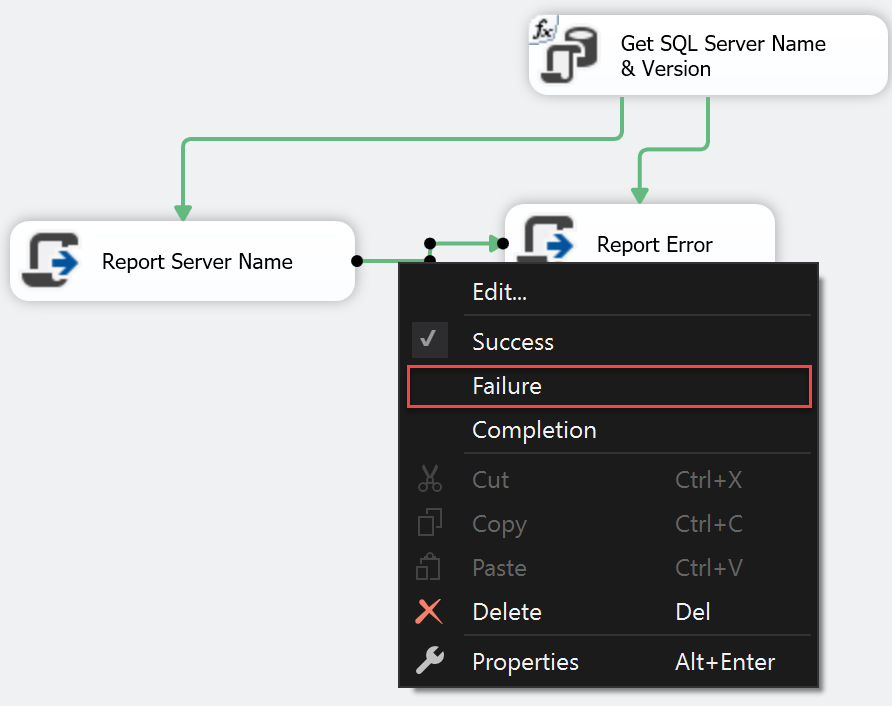 fx
Get SQL Server Name
& Version
Report Server Name
Report Error
Edit...
Success
Failure
Completion
Cut Ctrl+X
Copy Ctrl+C
Paste Ctrl+V
Delete Del
Properties Alt+Enter